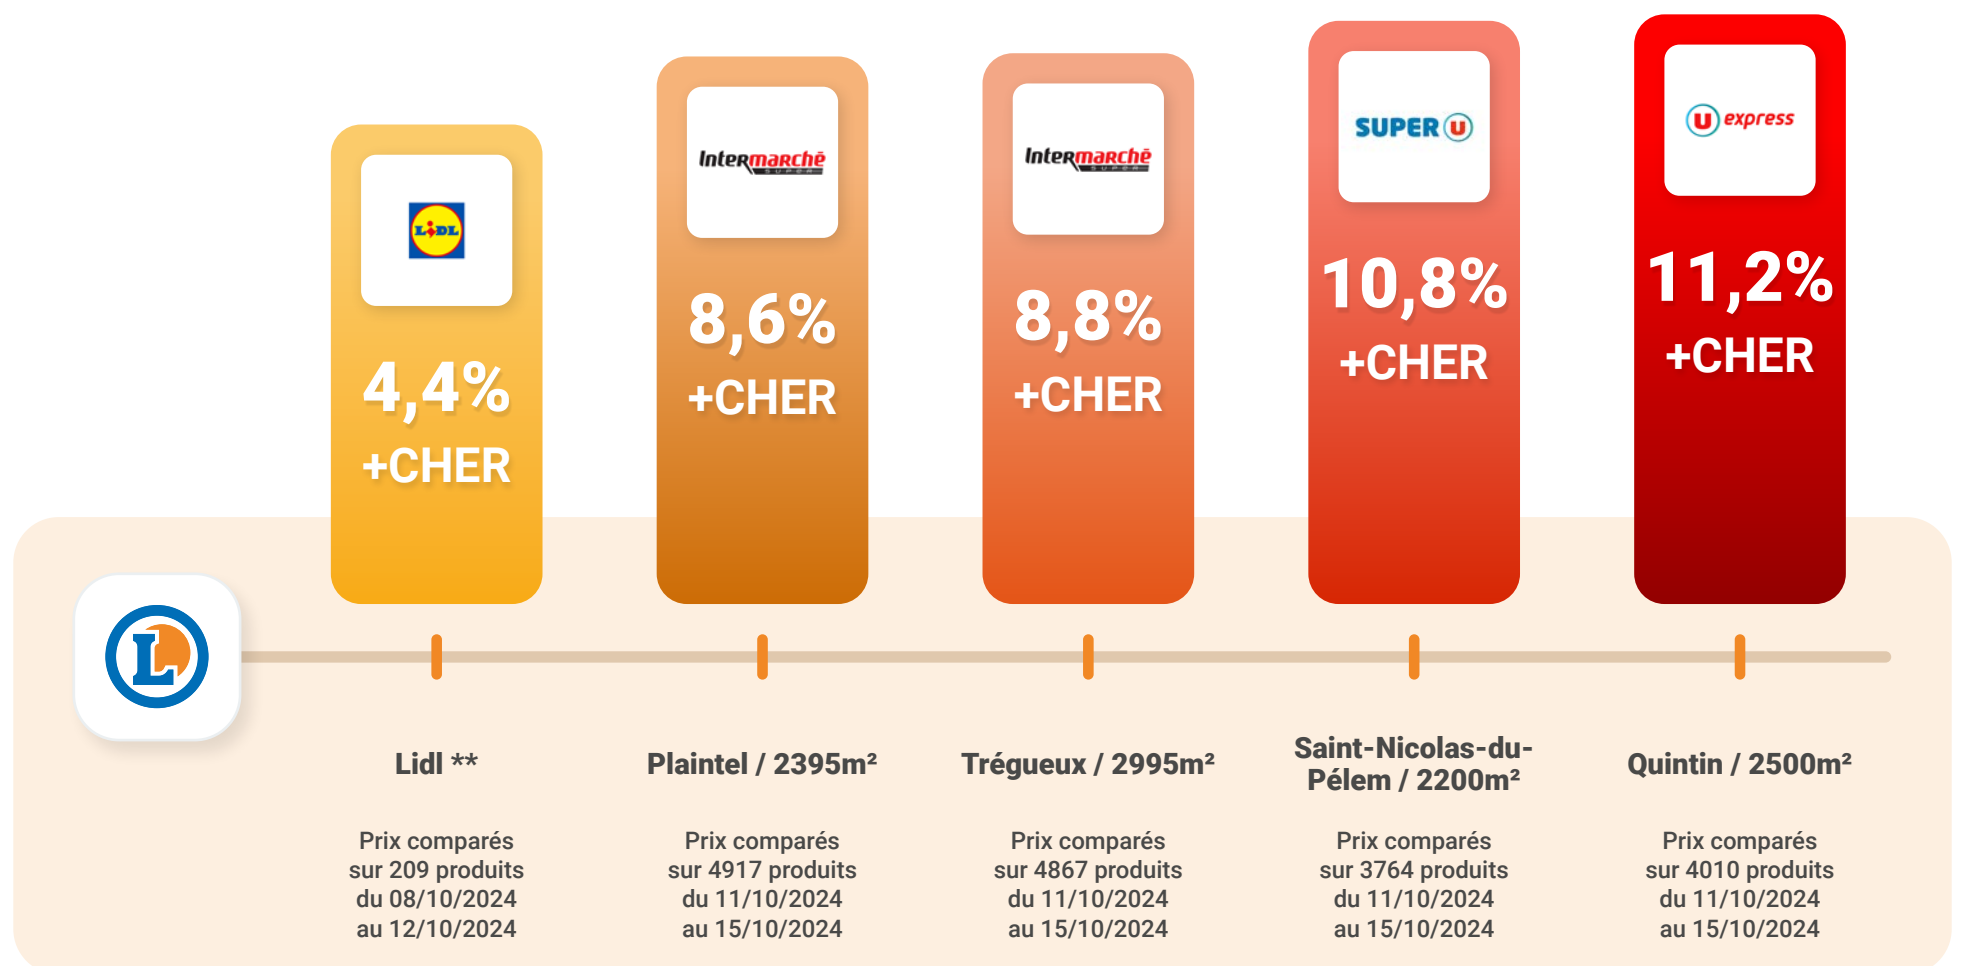 LiDL
4,4%
+CHER
Intermarché
SUPER
8,6%
+CHER
Intermarché
SUPER
8,8%
+CHER
SUPER U
10,8%
+CHER
U express
11,2%
+CHER
L
Lidl **
Prix comparés
sur 209 produits
du 08/10/2024
au 12/10/2024
Plaintel / 2395m²
Prix comparés
sur 4917 produits
du 11/10/2024
au 15/10/2024
Trégueux / 2995m²
Prix comparés
sur 4867 produits
du 11/10/2024
au 15/10/2024
Saint-Nicolas-du-
Pélem / 2200m²
Prix comparés
sur 3764 produits
du 11/10/2024
au 15/10/2024
Quintin / 2500m²
Prix comparés
sur 4010 produits
du 11/10/2024
au 15/10/2024